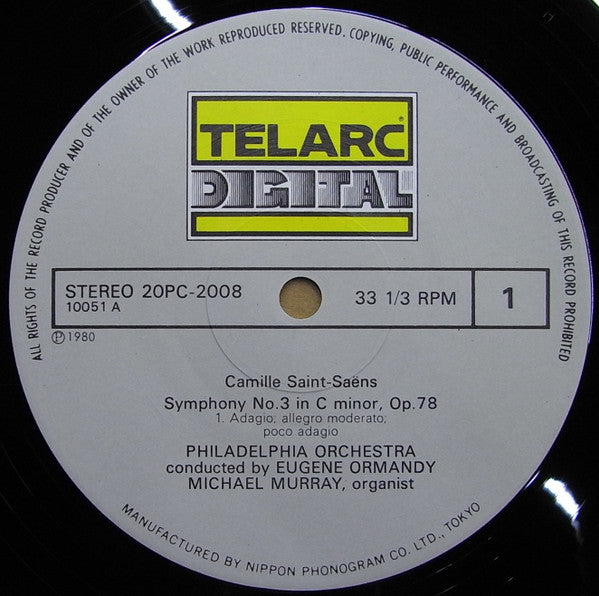 ALL RIGHTS OF THE RECORD PRODUCER AND OF THE OWNER OF THE WORK REPRODUCED RESERVED. COPYING, PUBLIC PERFORMANCE AND BROADCASTING OF THIS RECORD PROHIBITED
TELARC®
DIGITAL
STEREO 20PC-2008
10051 A
33 1/3 RPM
1
Ⓟ1980
Camille Saint-Saëns
Symphony No.3 in C minor, Op.78
1. Adagio; allegro moderato;
poco adagio
PHILADELPHIA ORCHESTRA
conducted by EUGENE ORMANDY
MICHAEL MURRAY, organist
MANUFACTURED BY NIPPON PHONOGRAM CO. LTD., TOKYO